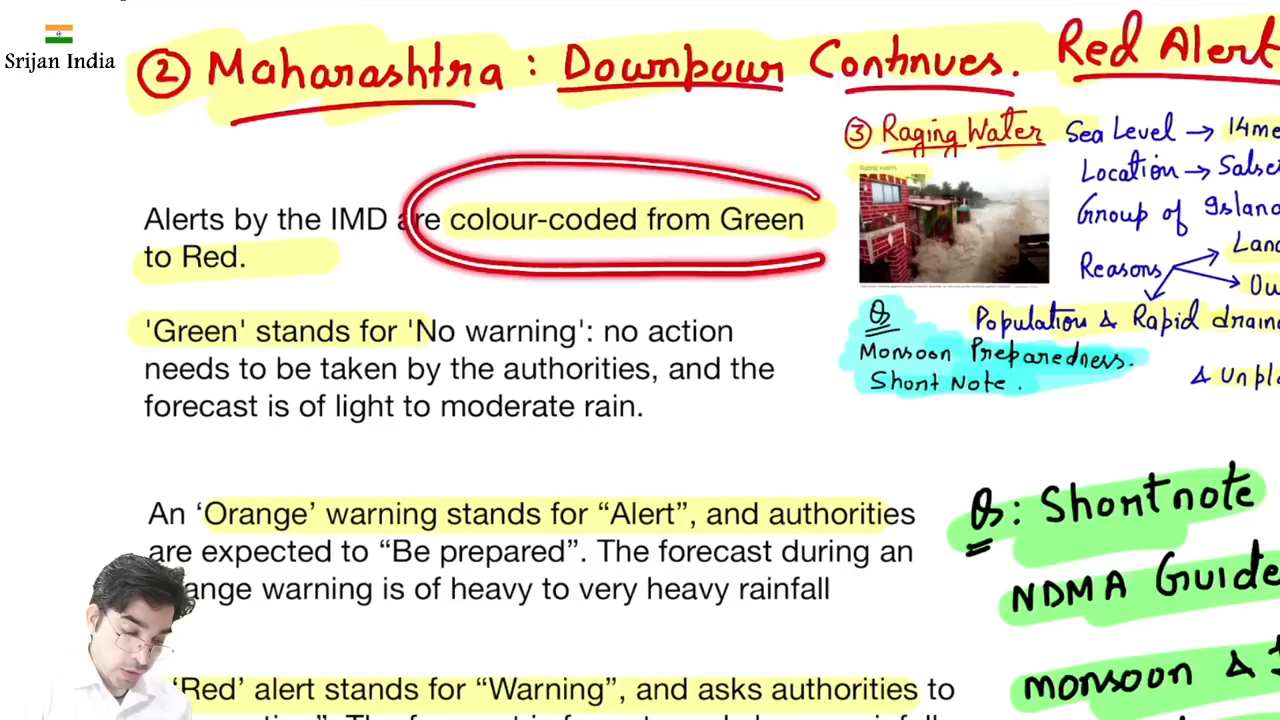 Srijan India
② Maharashtra : Downpour Continues. Red Alert
Alerts by the IMD are colour-coded from Green
to Red.
'Green' stands for 'No warning': no action
needs to be taken by the authorities, and the
forecast is of light to moderate rain.
An ‘Orange’ warning stands for “Alert”, and authorities
are expected to “Be prepared”. The forecast during an
range warning is of heavy to very heavy rainfall
‘Red’ alert stands for “Warning”, and asks authorities to
③ Raging Water
Sea Level → 14me
Location → Salse
Group of Island
Reasons
Lan
Ou
Population & Rapid draina
& Unpla
Q
Monsoon Preparedness.
Short Note.
Q: Short note
NDMA Guide
monsoon &